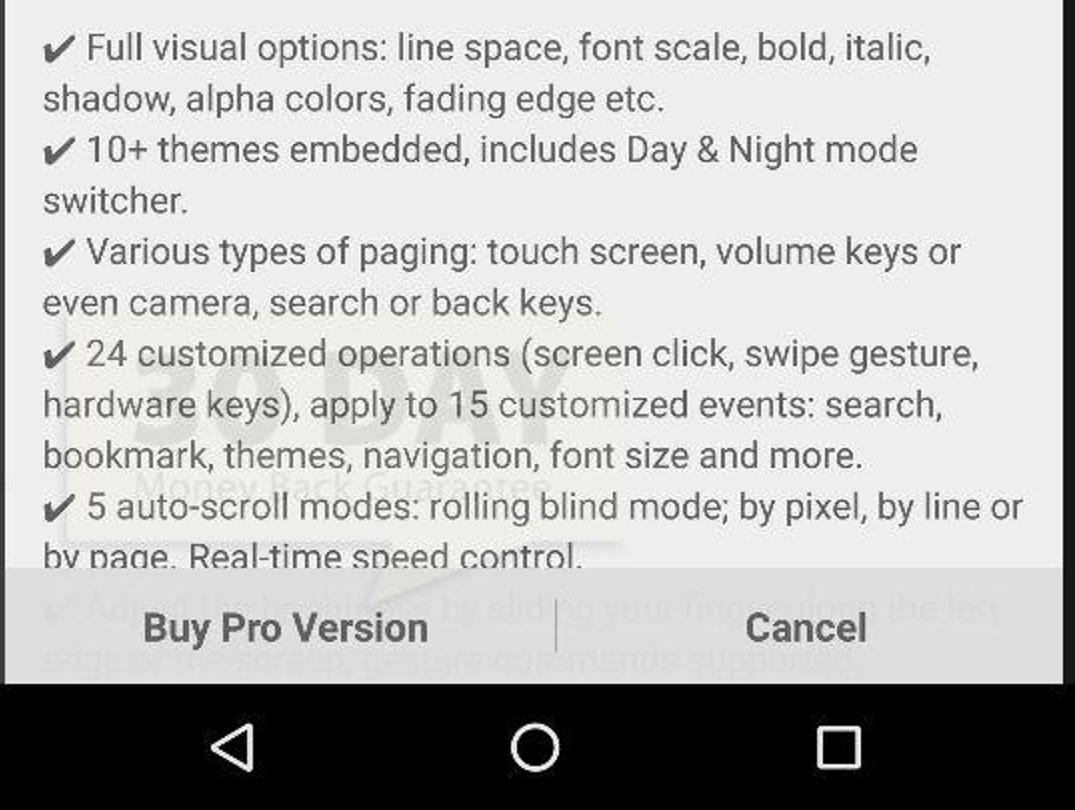 ✔ Full visual options: line space, font scale, bold, italic,
shadow, alpha colors, fading edge etc.
✔ 10+ themes embedded, includes Day & Night mode
switcher.
✔ Various types of paging: touch screen, volume keys or
even camera, search or back keys.
✔ 24 customized operations (screen click, swipe gesture,
hardware keys), apply to 15 customized events: search,
bookmark, themes, navigation, font size and more.
✔ 5 auto-scroll modes: rolling blind mode; by pixel, by line or
by page. Real-time speed control.
✔ Adjust the brightness by sliding your finger along the left
edge of the screen, gesture commands supported.
30 DAY
Money Back Guarantee
Buy Pro Version
Cancel